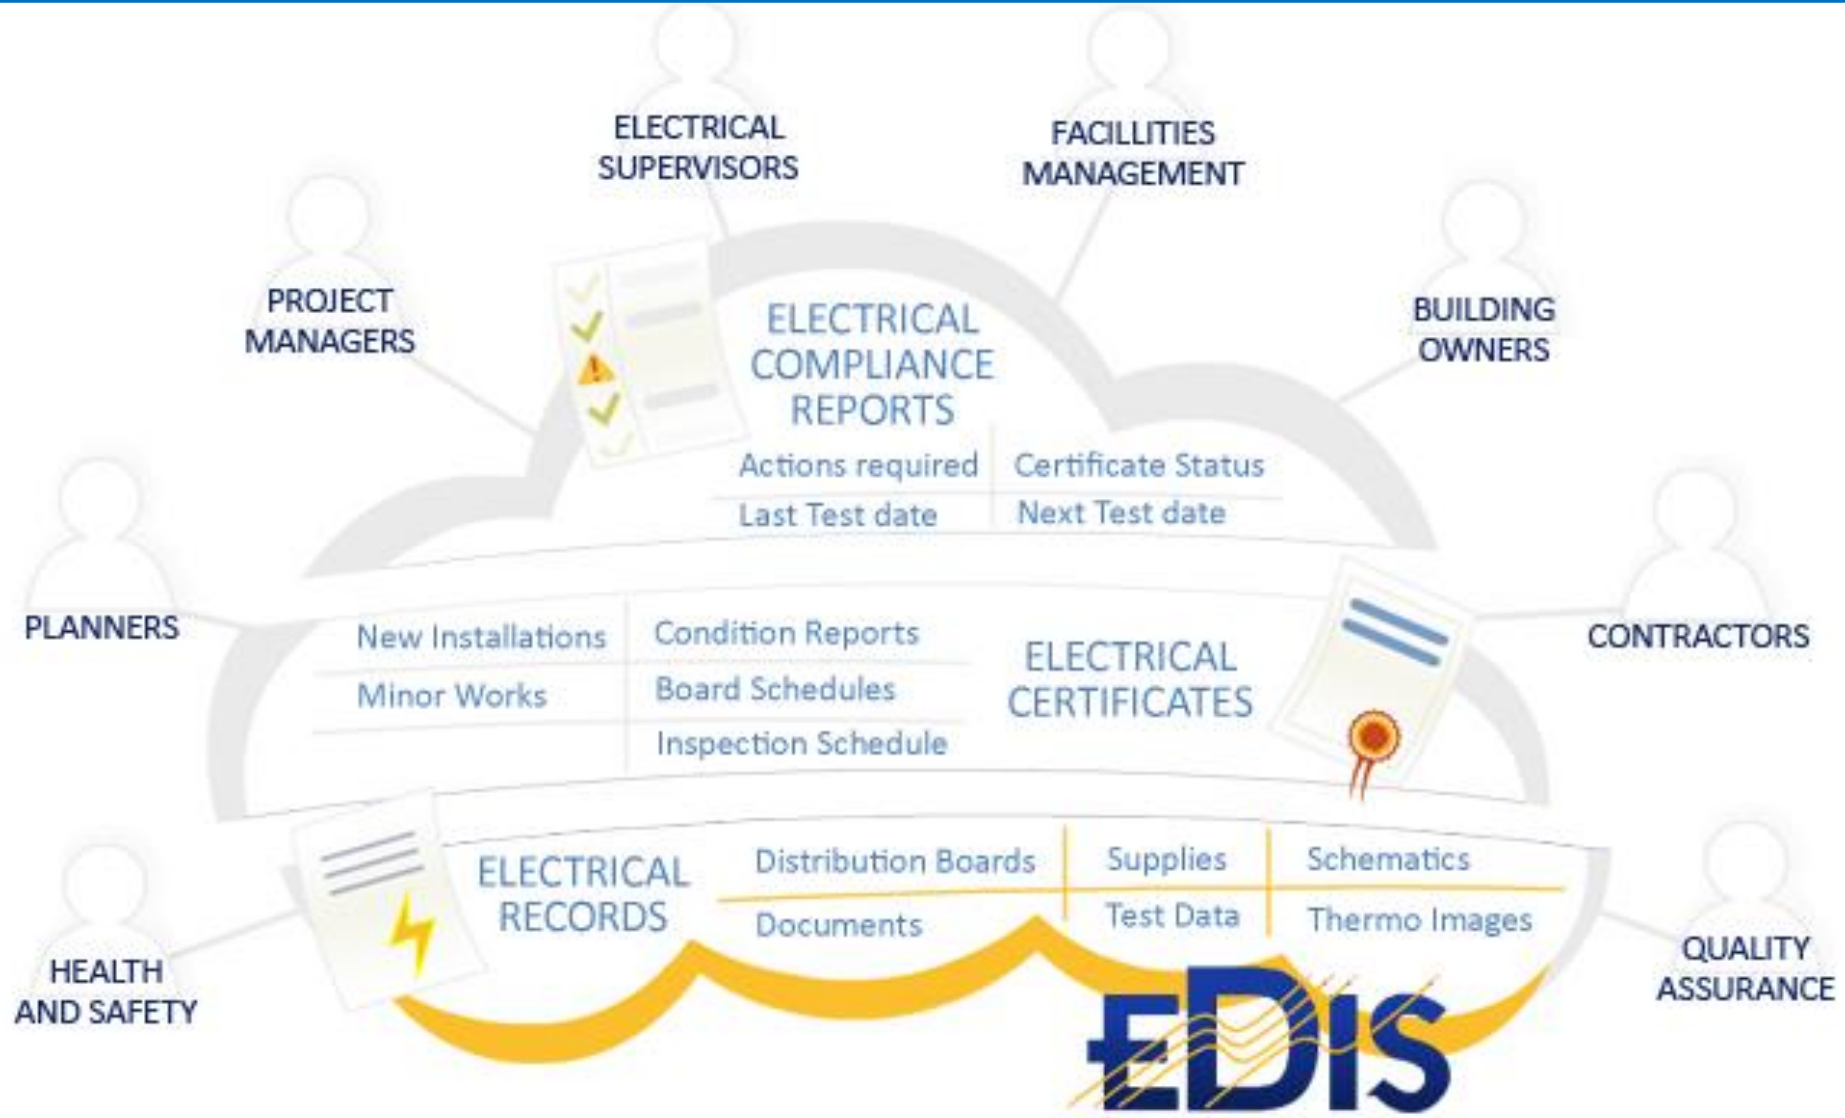 ELECTRICAL
SUPERVISORS
FACILLITIES
MANAGEMENT
PROJECT
MANAGERS
BUILDING
OWNERS
ELECTRICAL
COMPLIANCE
REPORTS
Actions required
Certificate Status
Last Test date
Next Test date
PLANNERS
CONTRACTORS
New Installations
Condition Reports
Minor Works
Board Schedules
Inspection Schedule
ELECTRICAL
CERTIFICATES
ELECTRICAL
RECORDS
Distribution Boards
Supplies
Schematics
Documents
Test Data
Thermo Images
HEALTH
AND SAFETY
QUALITY
ASSURANCE
EDIS